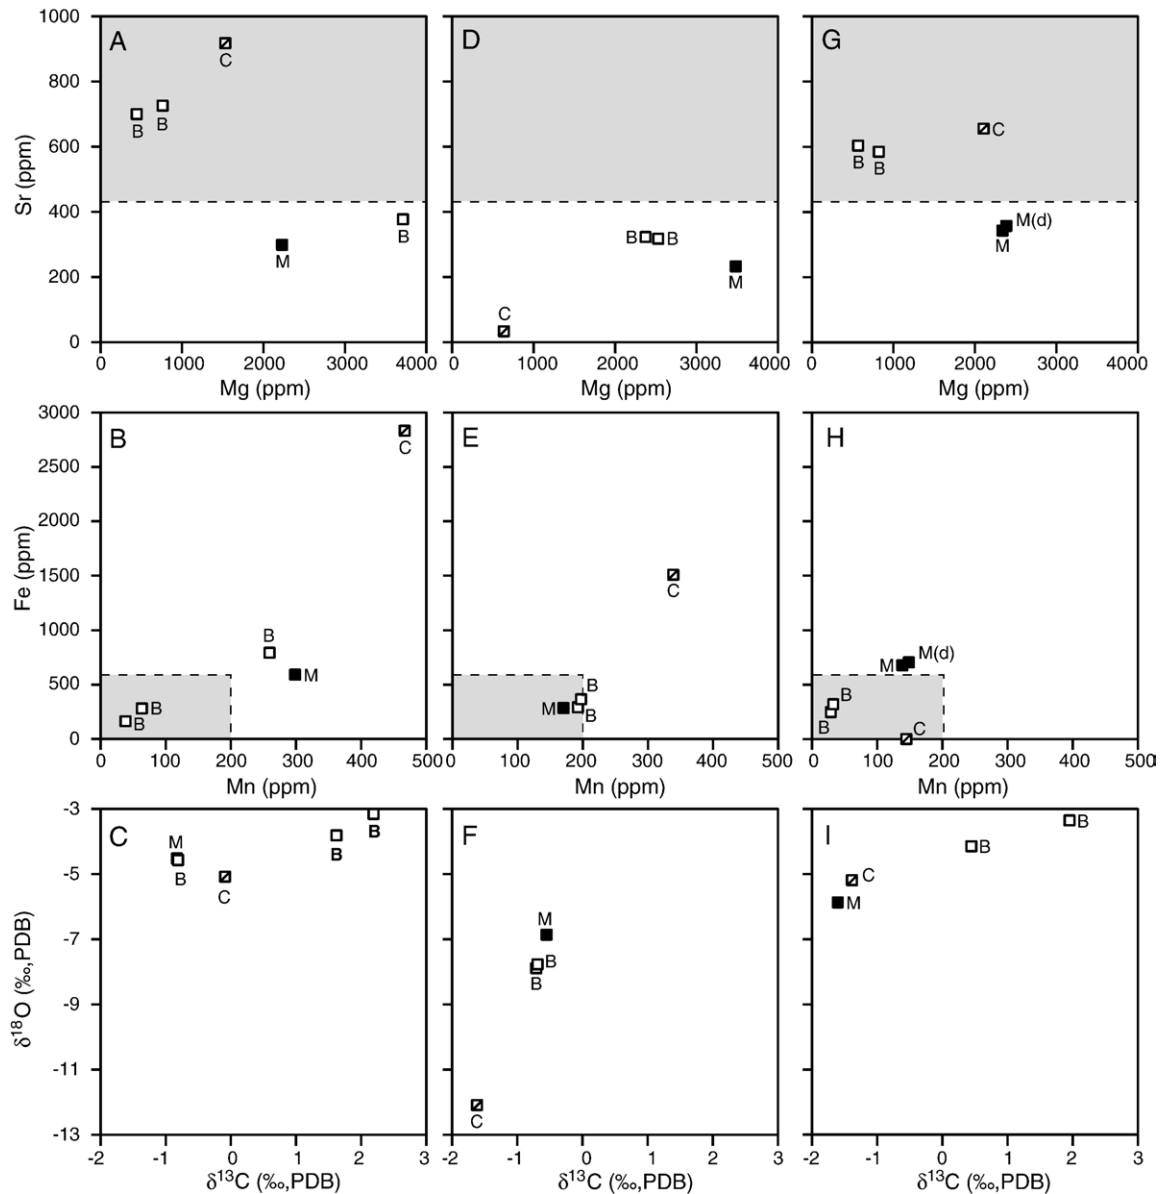 A
D
G
1000
800
600
400
200
0
Sr (ppm)
C
B
B
B
M
B B
M
C
C
B
B
M(d)
M
0 1000 2000 3000 4000
0 1000 2000 3000 4000
0 1000 2000 3000 4000
Mg (ppm)
Mg (ppm)
Mg (ppm)
B
E
H
3000
2500
2000
1500
1000
500
0
Fe (ppm)
C
B
M
B
B
C
B
M
B
M(d)
M
B
B
C
0 100 200 300 400 500
0 100 200 300 400 500
0 100 200 300 400 500
Mn (ppm)
Mn (ppm)
Mn (ppm)
C
F
I
-3
-5
-7
-9
-11
-13
δ18O (‰,PDB)
M
B
C
B
B
M
B
B
C
B
B
C
M
-2 -1 0 1 2 3
-2 -1 0 1 2 3
-2 -1 0 1 2 3
δ13C (‰,PDB)
δ13C (‰,PDB)
δ13C (‰,PDB)